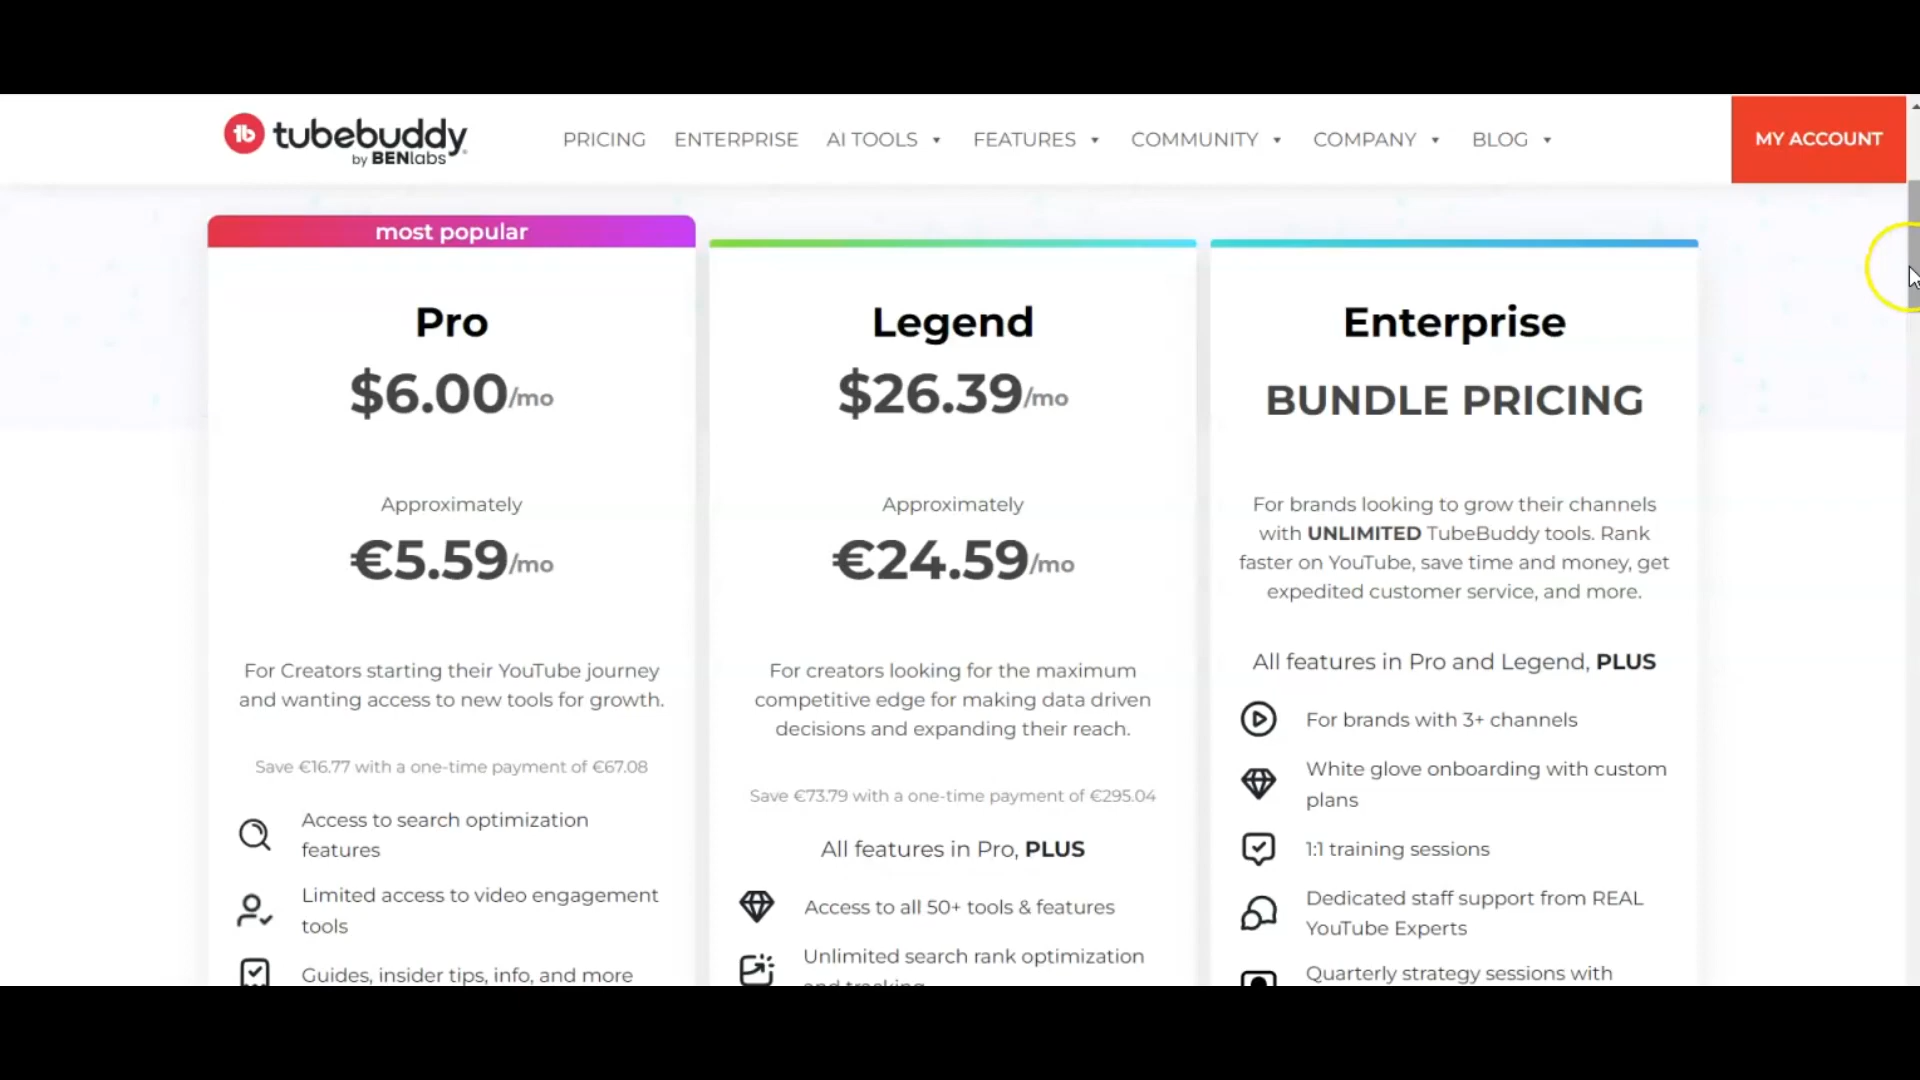 tb tubebuddy
by BENlabs
PRICING ENTERPRISE AI TOOLS FEATURES COMMUNITY COMPANY BLOG
MY ACCOUNT
most popular
Pro
$6.00/mo
Approximately
€5.59/mo
For Creators starting their YouTube journey
and wanting access to new tools for growth.
Save €16.77 with a one-time payment of €67.08
Access to search optimization
features
Limited access to video engagement
tools
Guides, insider tips, info, and more
Legend
$26.39/mo
Approximately
€24.59/mo
For creators looking for the maximum
competitive edge for making data driven
decisions and expanding their reach.
Save €73.79 with a one-time payment of €295.04
All features in Pro, PLUS
Access to all 50+ tools & features
Unlimited search rank optimization
and tracking
Enterprise
BUNDLE PRICING
For brands looking to grow their channels
with UNLIMITED TubeBuddy tools. Rank
faster on YouTube, save time and money, get
expedited customer service, and more.
All features in Pro and Legend, PLUS
For brands with 3+ channels
White glove onboarding with custom
plans
1:1 training sessions
Dedicated staff support from REAL
YouTube Experts
Quarterly strategy sessions with